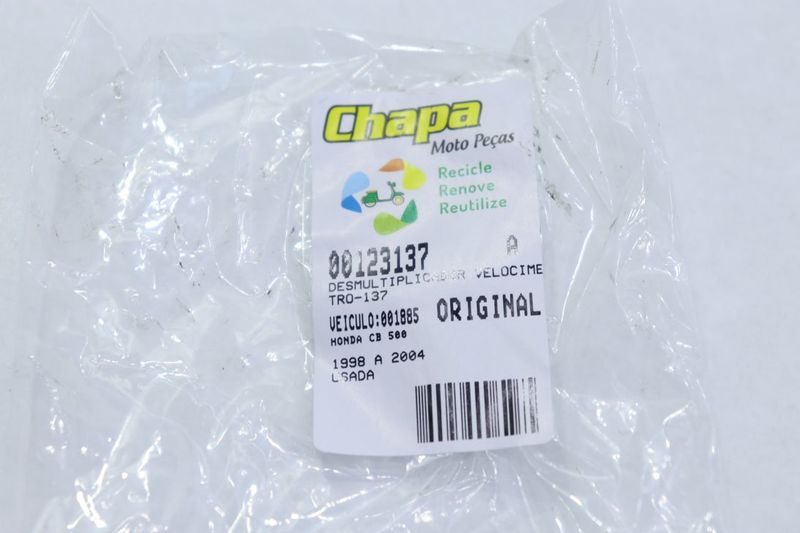 Chapa
Moto Peças
Recicle
Renove
Reutilize
00123137 A
DESMULTIPLICADOR VELOCIME
TRO-137
VEICULO:001885 ORIGINAL
HONDA CB 500
1998 A 2004
USADA